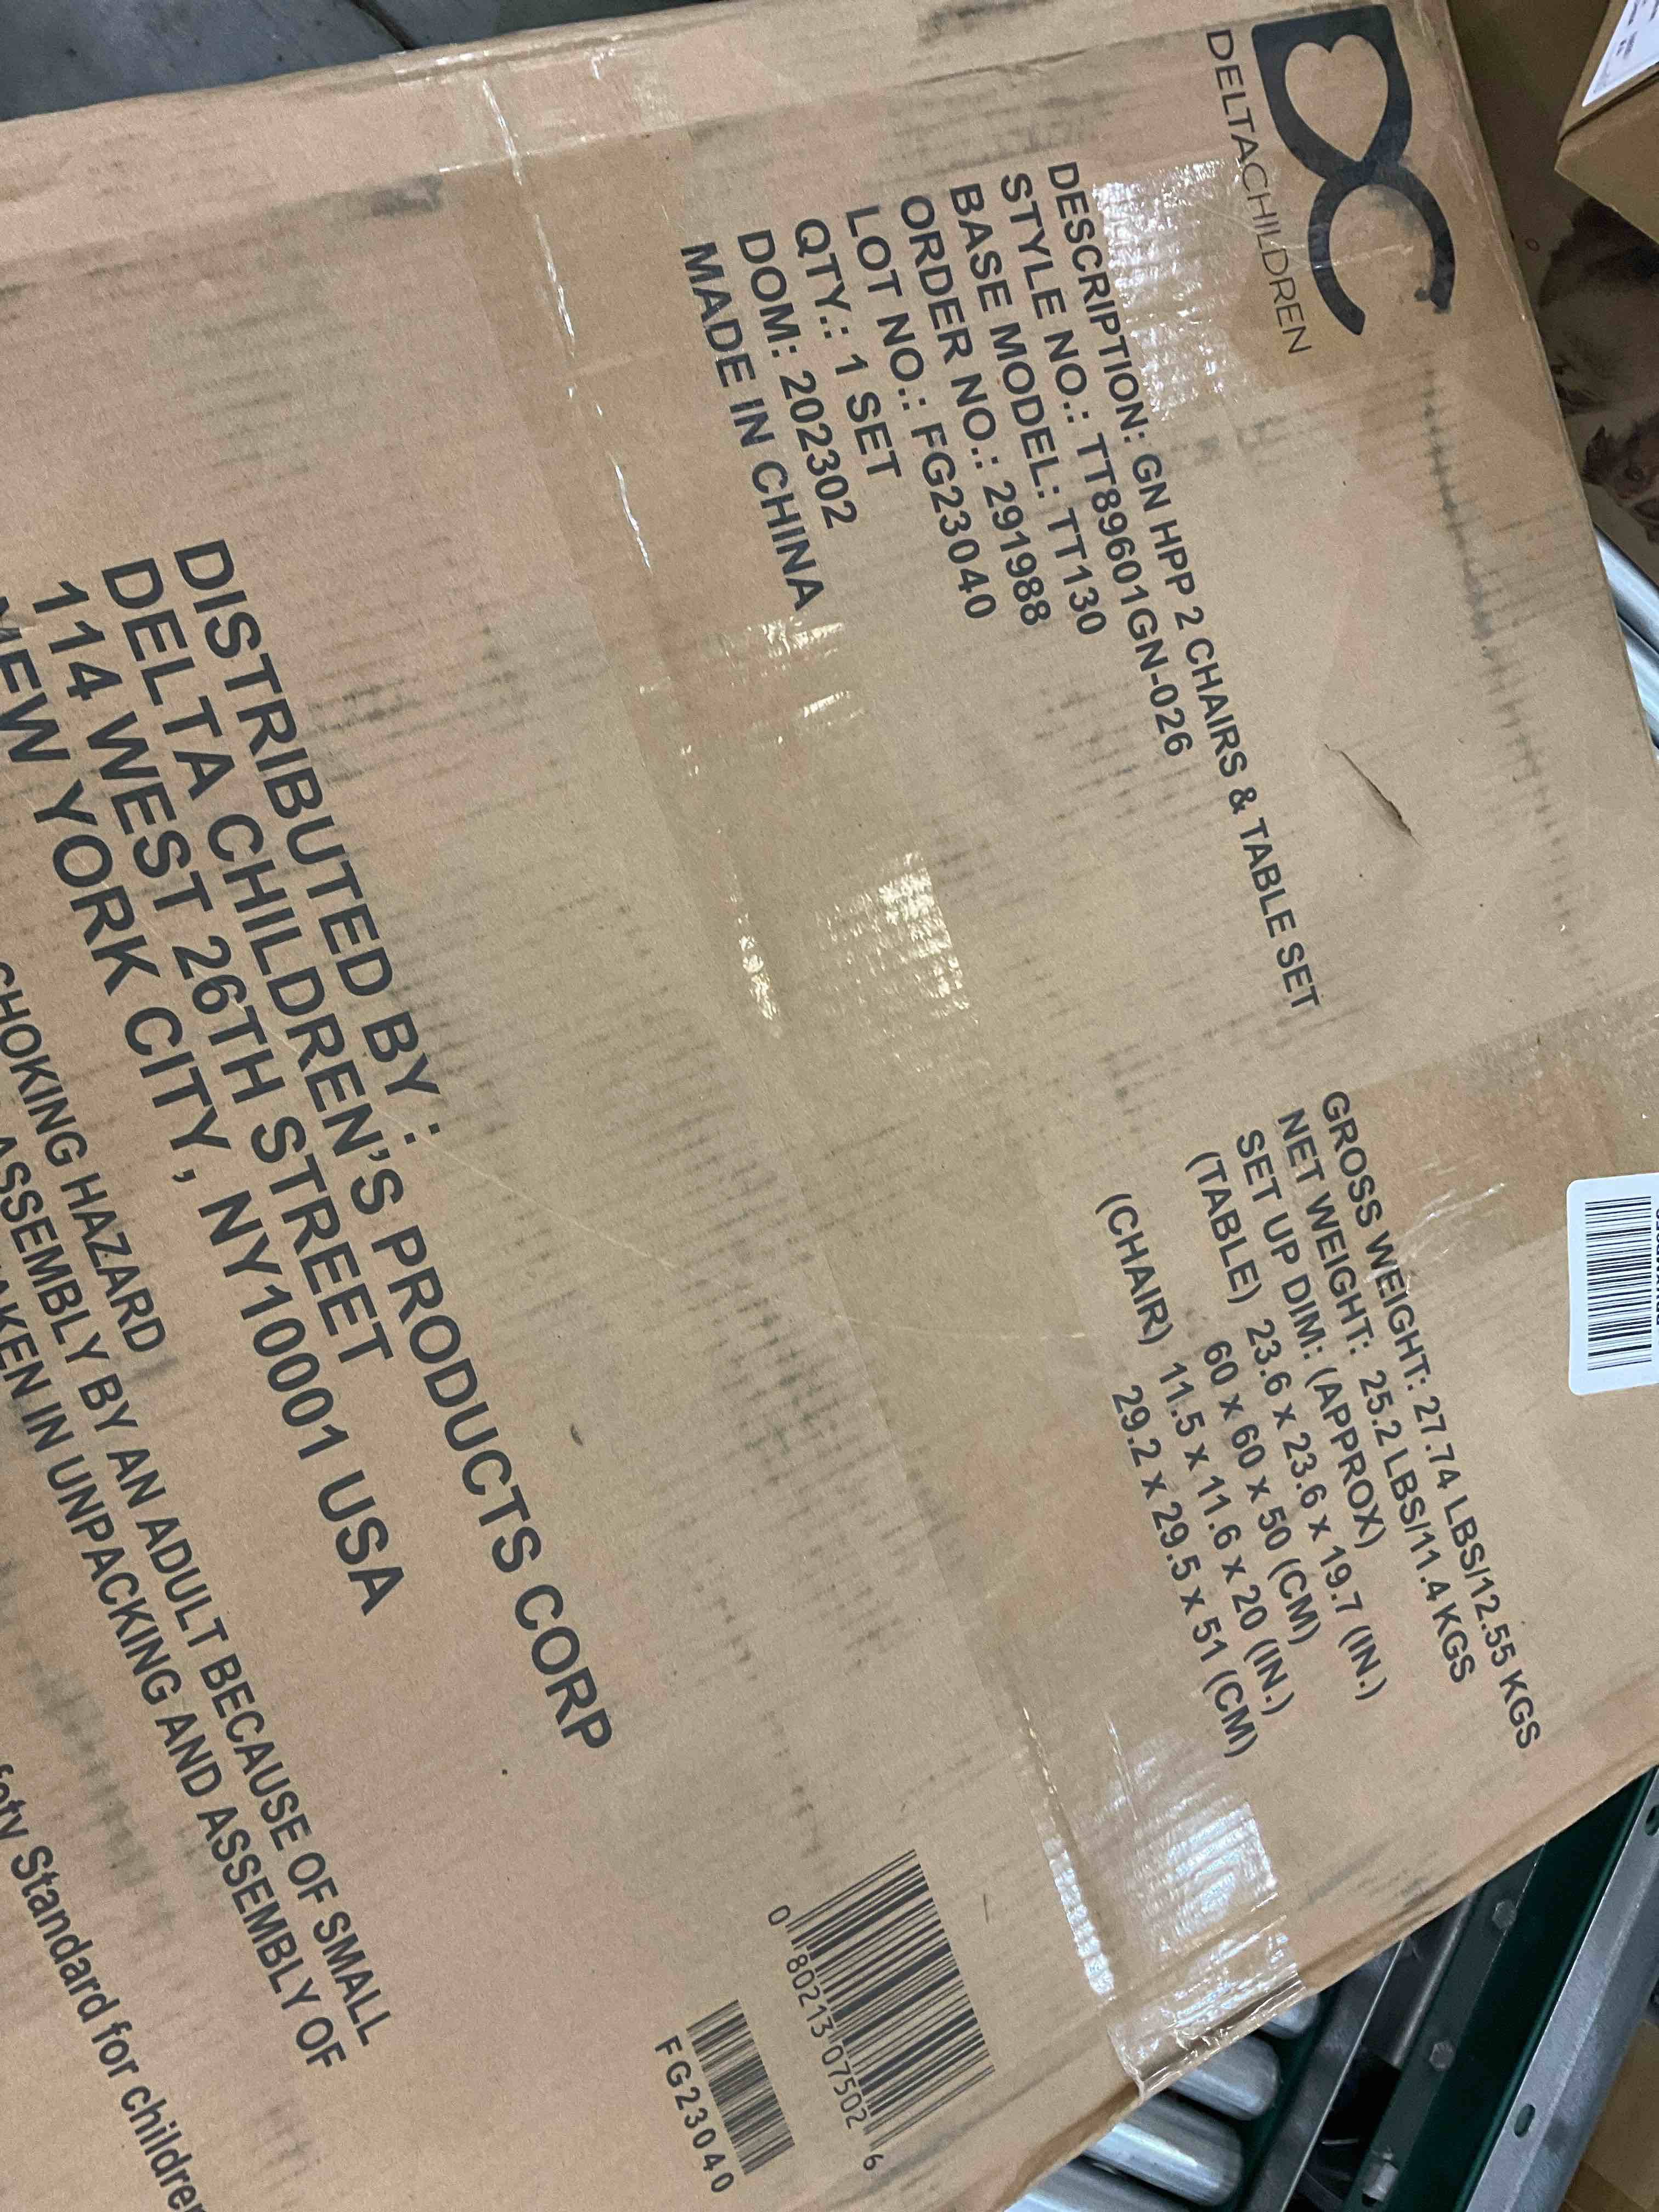 DELTACHILDREN
DESCRIPTION: GN HPP 2 CHAIRS & TABLE SET
STYLE NO.: TT89601GN-026
BASE MODEL: TT130
ORDER NO.: 291988
LOT NO.: FG23040
QTY.: 1 SET
DOM: 202302
MADE IN CHINA
GROSS WEIGHT: 27.74 LBS/12.55 KGS
NET WEIGHT: 25.2 LBS/11.4 KGS
SET UP DIM: (APPROX)
(TABLE) 23.6 x 23.6 x 19.7 (IN.)
60 x 60 x 50 (CM)
(CHAIR) 11.5 x 11.6 x 20 (IN.)
29.2 x 29.5 x 51 (CM)
DISTRIBUTED BY :
DELTA CHILDREN'S PRODUCTS CORP
114 WEST 26TH STREET
NEW YORK CITY, NY10001 USA
CHOKING HAZARD
ASSEMBLY BY AN ADULT BECAUSE OF SMALL
IN UNPACKING AND ASSEMBLY OF
Standard for children
0 80213 07502 6
FG23040